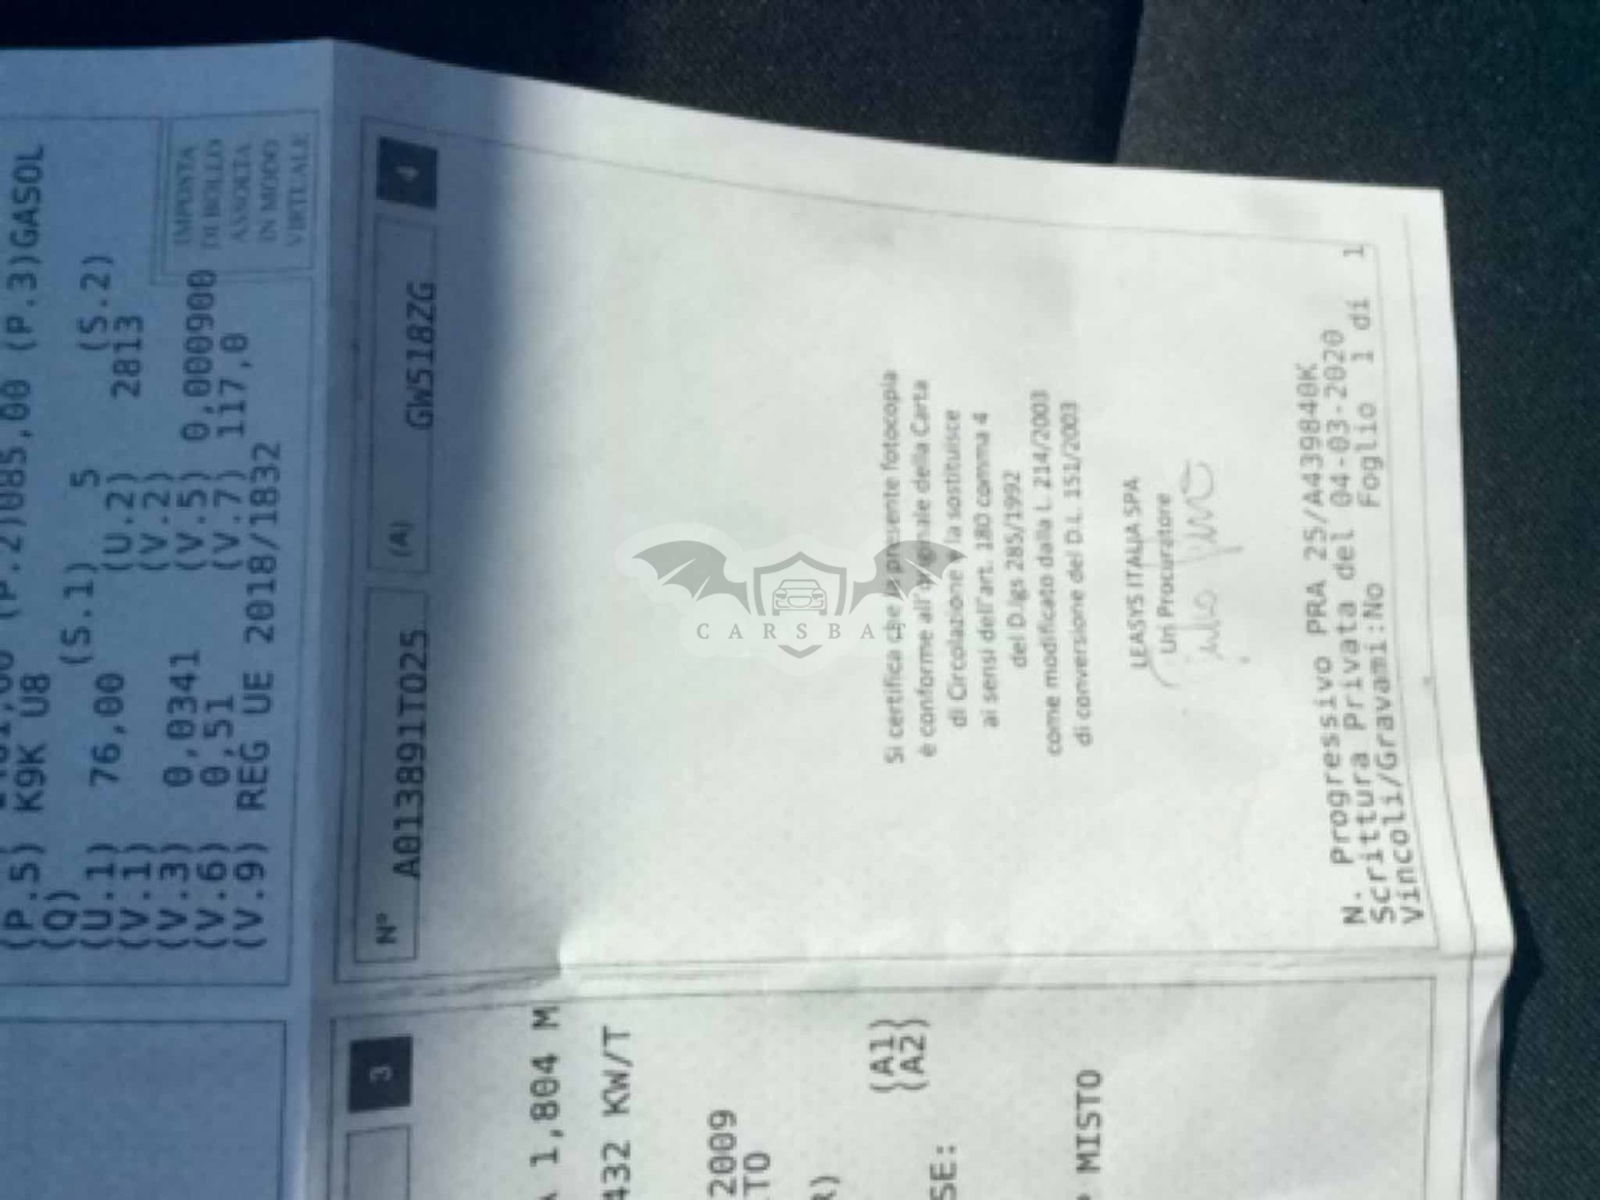 (P.2)085,00 (P.3)GASOL
(P.5) K9K U8
(Q) (S.1) 5 (S.2)
(U.1) 76,00 (U.2) 2813
(V.1) (V.2)
(V.3) 0,0341 (V.5) 0,000900
(V.6) 0,51 (V.7) 117,0
(V.9) REG UE 2018/1832
IMPOSTA
DI BOLLO
ASSOLTA
IN MODO
VIRTUALE
N° A013891T025 (A) GW518ZG 4
Si certifica che la presente fotocopia
è conforme all'originale della Carta
di Circolazione e la sostituisce
ai sensi dell'art. 180 comma 4
del D.lgs 285/1992
come modificato dalla L. 214/2003
di conversione del D.L. 151/2003
LEASYS ITALIA SPA
Un Procuratore
N. Progressivo PRA 25/A439840K
Scrittura Privata del 04-03-2020
Vincoli/Gravami:No Foglio 1 di 1
3
1,804 M
432 KW/T
2009
TO
R)
(A1)
SE: (A2)
MISTO
CARSBAT